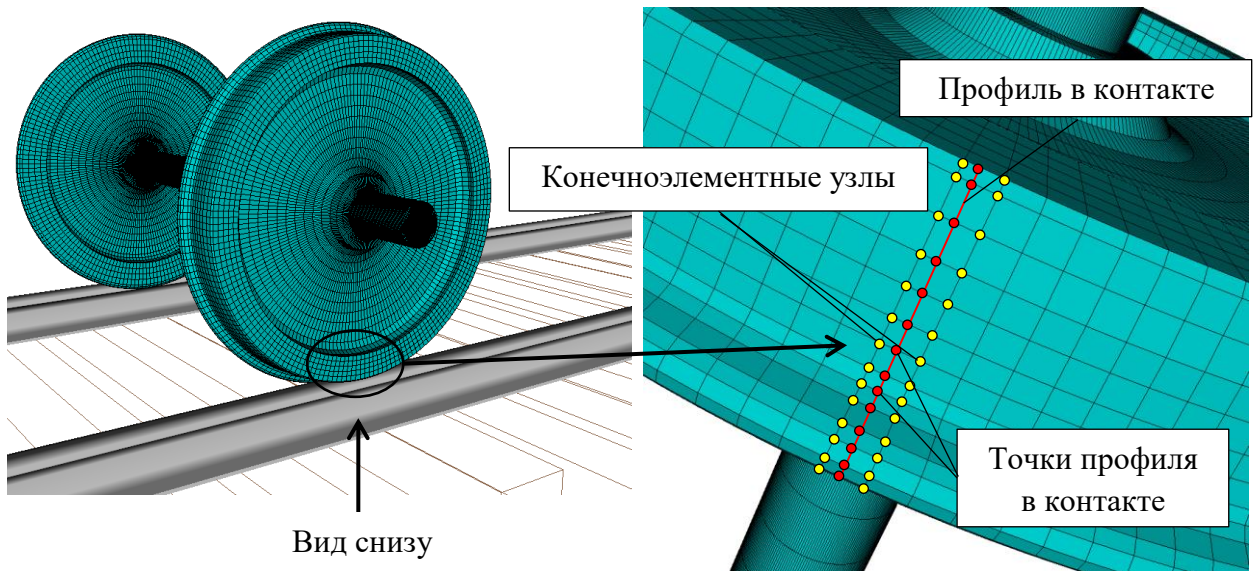 Профиль в контакте
Конечноэлементные узлы
Точки профиля
в контакте
Вид снизу